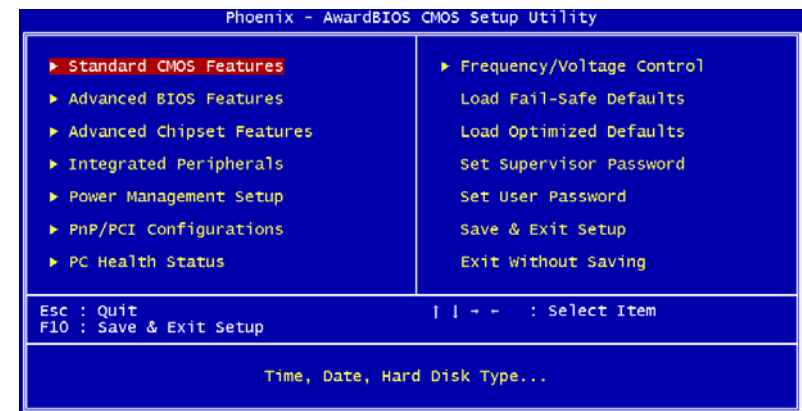 Phoenix - AwardBIOS CMOS Setup Utility
▶ Standard CMOS Features
▶ Advanced BIOS Features
▶ Advanced Chipset Features
▶ Integrated Peripherals
▶ Power Management Setup
▶ PnP/PCI Configurations
▶ PC Health Status
▶ Frequency/Voltage Control
Load Fail-Safe Defaults
Load Optimized Defaults
Set Supervisor Password
Set User Password
Save & Exit Setup
Exit Without Saving
Esc : Quit
F10 : Save & Exit Setup
↑ ↓ → ← : Select Item
Time, Date, Hard Disk Type...